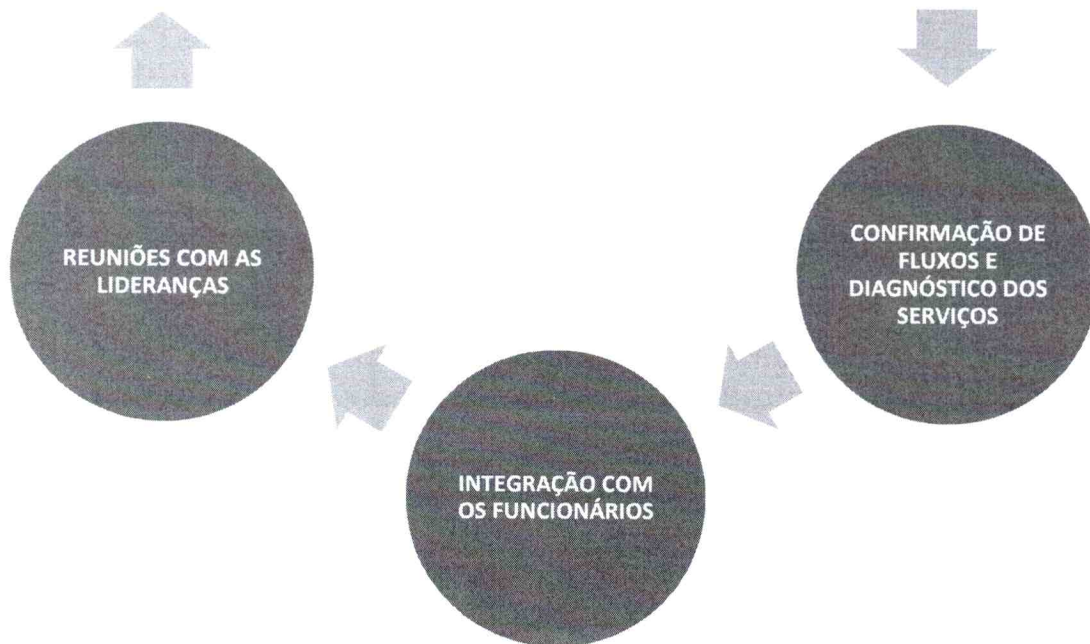 REUNIÕES COM AS
LIDERANÇAS
CONFIRMAÇÃO DE
FLUXOS E
DIAGNÓSTICO DOS
SERVIÇOS
INTEGRAÇÃO COM
OS FUNCIONÁRIOS